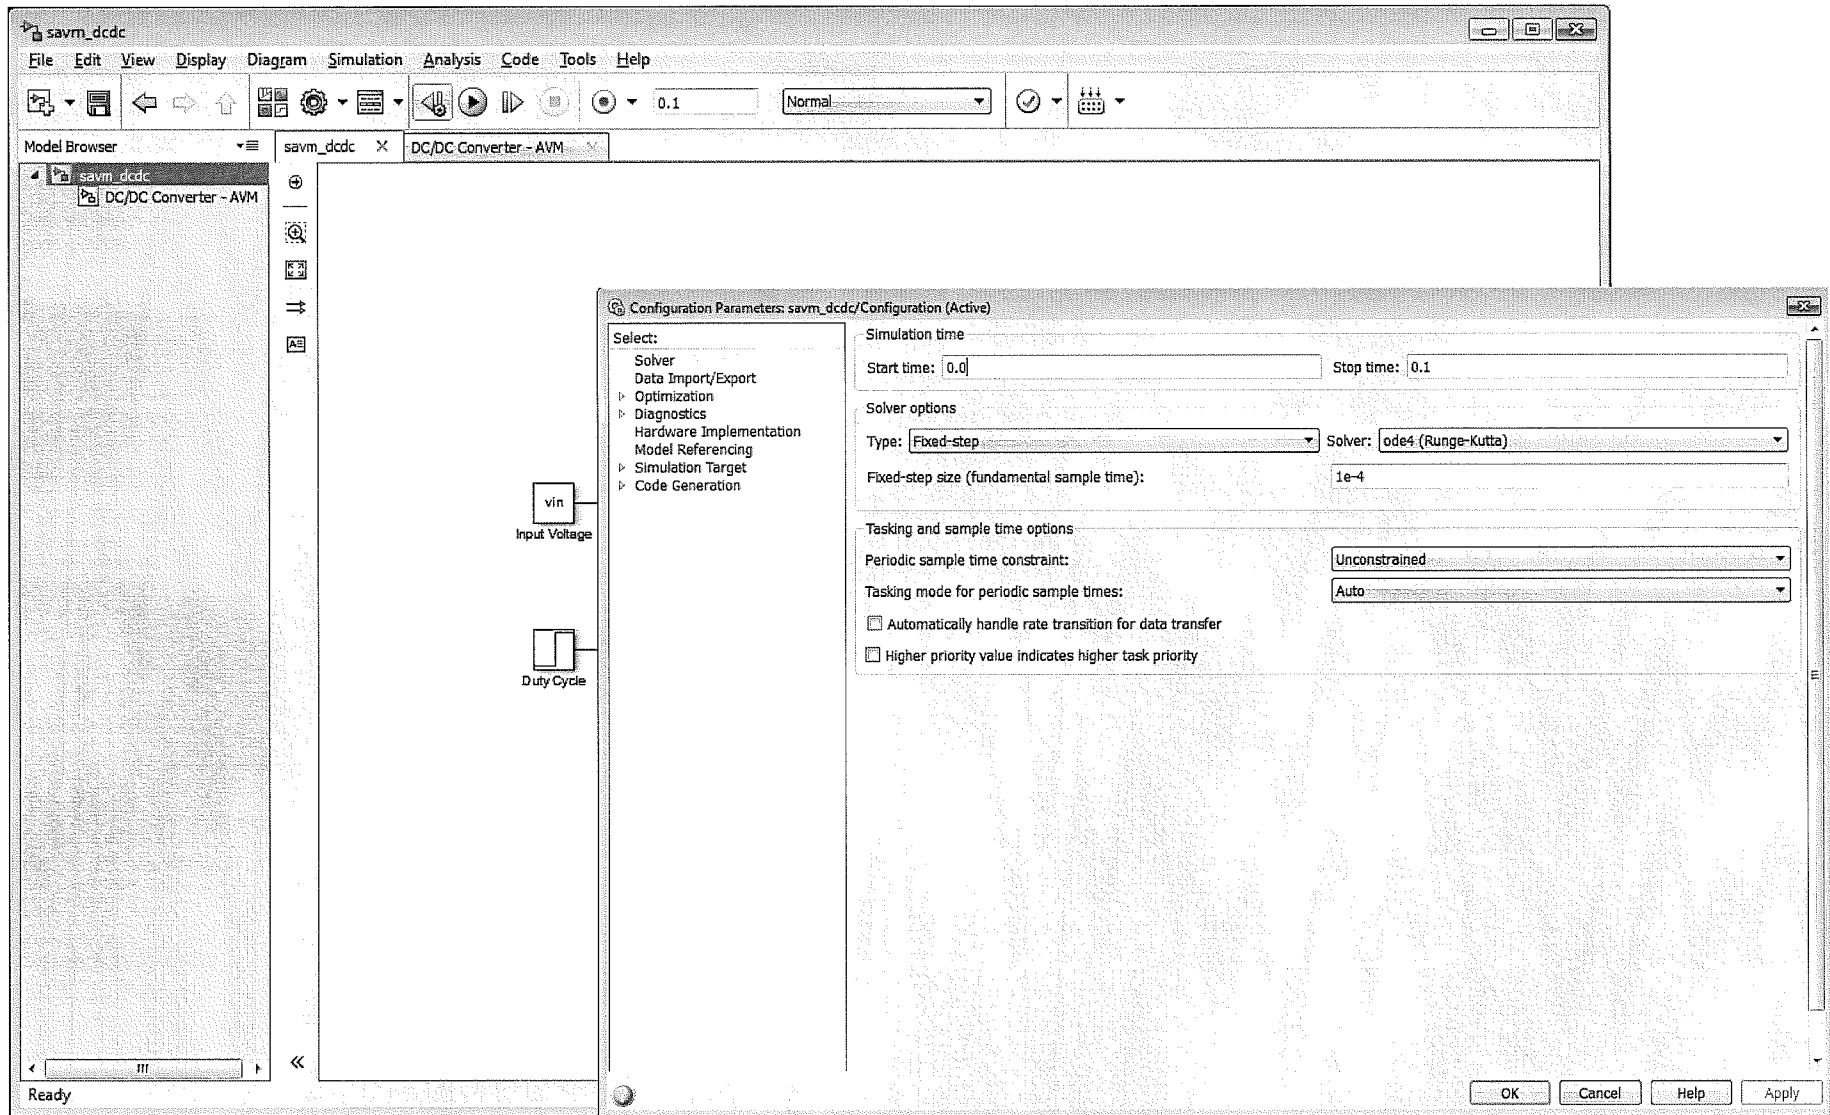 savm_dcdc
File Edit View Display Diagram Simulation Analysis Code Tools Help
0.1 Normal
Model Browser
savm_dcdc DC/DC Converter - AVM
savm_dcdc
DC/DC Converter - AVM
vin
Input Voltage
Duty Cycle
Ready
Configuration Parameters: savm_dcdc/Configuration (Active)
Select:
Solver
Data Import/Export
Optimization
Diagnostics
Hardware Implementation
Model Referencing
Simulation Target
Code Generation
Simulation time
Start time: 0.0 Stop time: 0.1
Solver options
Type: Fixed-step Solver: ode4 (Runge-Kutta)
Fixed-step size (fundamental sample time): 1e-4
Tasking and sample time options
Periodic sample time constraint: Unconstrained
Tasking mode for periodic sample times: Auto
Automatically handle rate transition for data transfer
Higher priority value indicates higher task priority
OK Cancel Help Apply